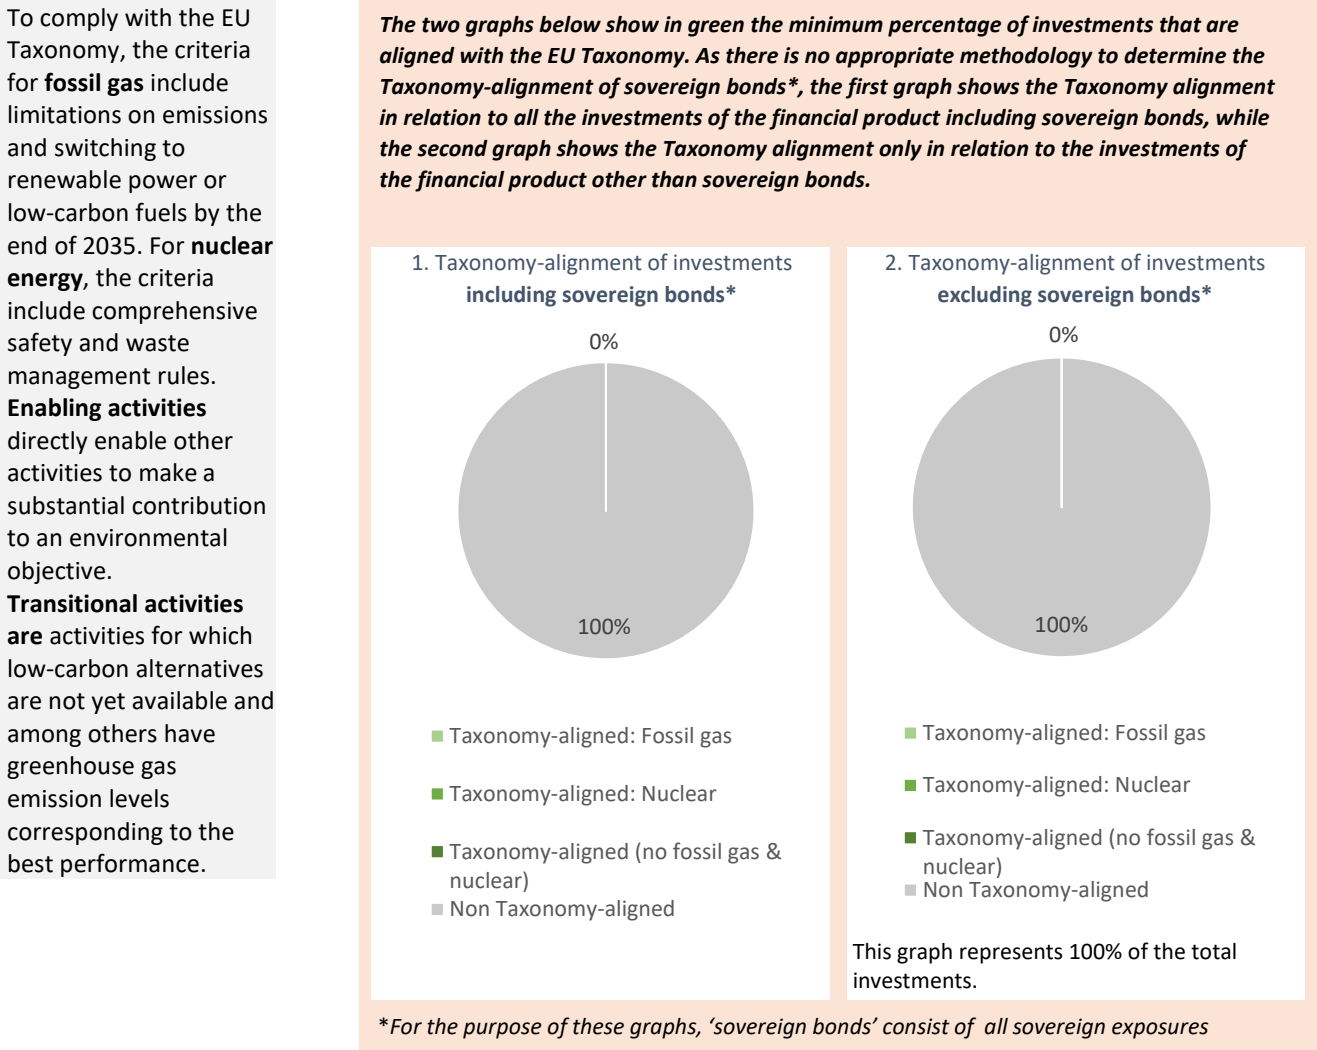 To comply with the EU
Taxonomy, the criteria
for fossil gas include
limitations on emissions
and switching to
renewable power or
low-carbon fuels by the
end of 2035. For nuclear
energy, the criteria
include comprehensive
safety and waste
management rules.
Enabling activities
directly enable other
activities to make a
substantial contribution
to an environmental
objective.
Transitional activities
are activities for which
low-carbon alternatives
are not yet available and
among others have
greenhouse gas
emission levels
corresponding to the
best performance.
The two graphs below show in green the minimum percentage of investments that are
aligned with the EU Taxonomy. As there is no appropriate methodology to determine the
Taxonomy-alignment of sovereign bonds*, the first graph shows the Taxonomy alignment
in relation to all the investments of the financial product including sovereign bonds, while
the second graph shows the Taxonomy alignment only in relation to the investments of
the financial product other than sovereign bonds.
1. Taxonomy-alignment of investments
including sovereign bonds*
0%
100%
Taxonomy-aligned: Fossil gas
Taxonomy-aligned: Nuclear
Taxonomy-aligned (no fossil gas &
nuclear)
Non Taxonomy-aligned
2. Taxonomy-alignment of investments
excluding sovereign bonds*
0%
100%
Taxonomy-aligned: Fossil gas
Taxonomy-aligned: Nuclear
Taxonomy-aligned (no fossil gas &
nuclear)
Non Taxonomy-aligned
This graph represents 100% of the total
investments.
*For the purpose of these graphs, ‘sovereign bonds’ consist of  all sovereign exposures